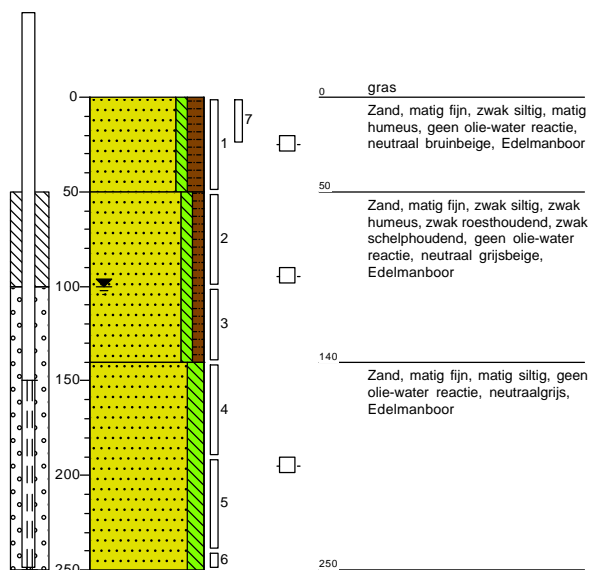 0
gras
0
7
Zand, matig fijn, zwak siltig, matig
humeus, geen olie-water reactie,
neutraal bruinbeige, Edelmanboor
1
50
50
Zand, matig fijn, zwak siltig, zwak
humeus, zwak roesthoudend, zwak
schelphoudend, geen olie-water
reactie, neutraal grijsbeige,
Edelmanboor
2
100
3
140
Zand, matig fijn, matig siltig, geen
olie-water reactie, neutraalgrijs,
Edelmanboor
150
4
200
5
6
250
250